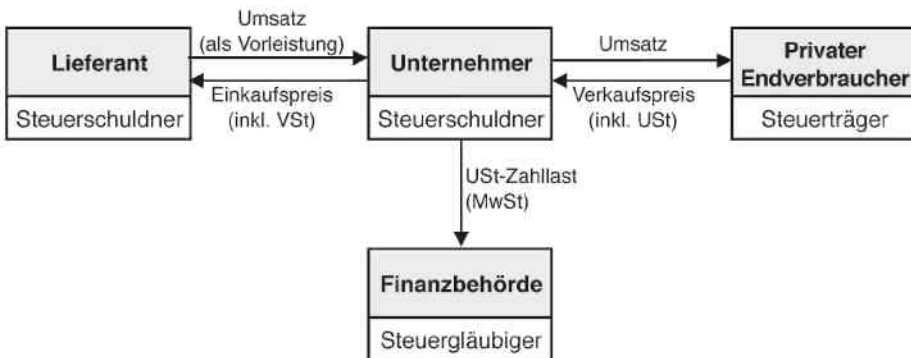 Umsatz
(als Vorleistung)
Lieferant
Steuerschuldner
Einkaufspreis
(inkl. VSt)
Unternehmer
Steuerschuldner
Umsatz
Verkaufspreis
(inkl. USt)
Privater
Endverbraucher
Steuerträger
USt-Zahllast
(MwSt)
Finanzbehörde
Steuergläubiger